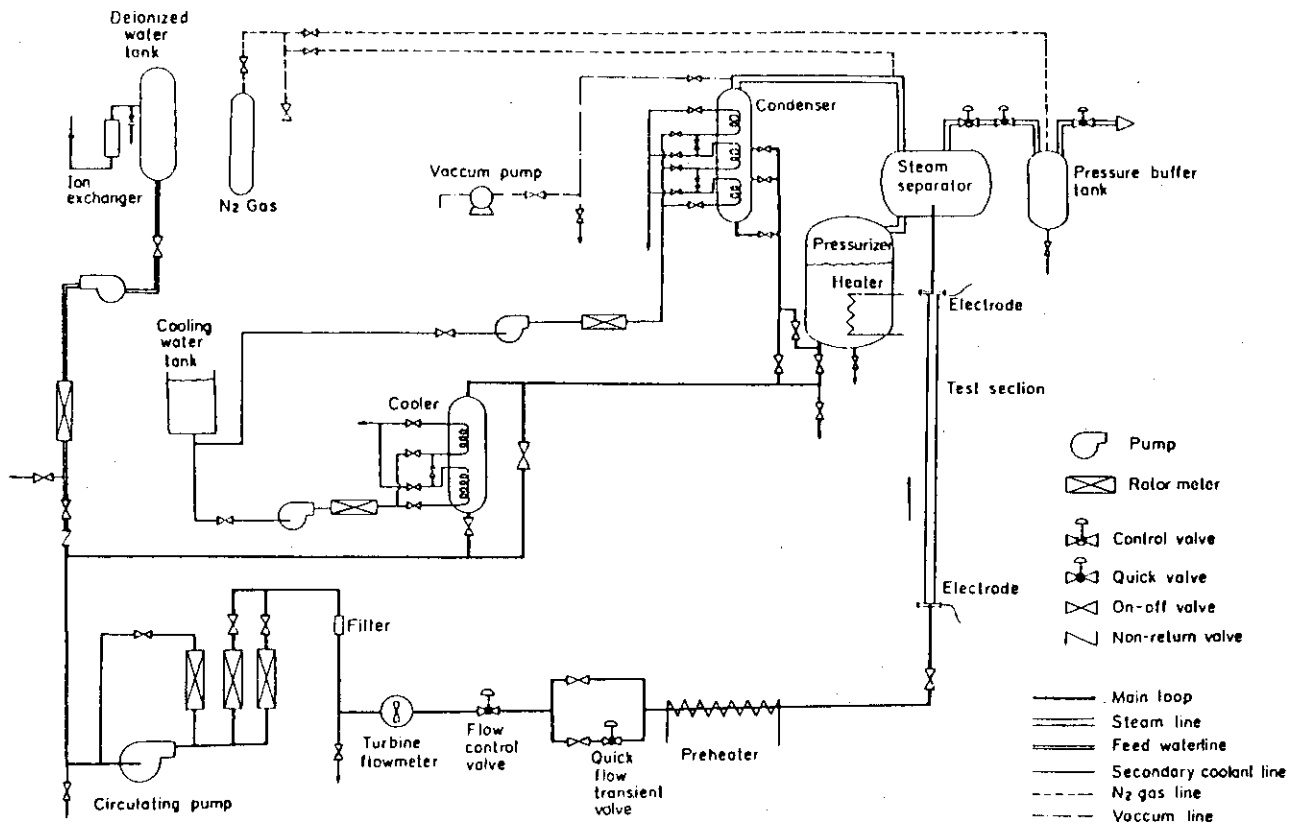 Deionized
water
tank
Ion
exchanger
N2 Gas
Vaccum pump
Condenser
Steam
separator
Pressure buffer
tank
Pressurizer
Heater
Electrode
Cooling
water
tank
Cooler
Test section
Pump
Rotor meter
Control valve
Quick valve
On-off valve
Non-return valve
Electrode
Filter
Turbine
flowmeter
Flow
control
valve
Quick
flow
transient
valve
Preheater
Circulating pump
Main loop
Steam line
Feed waterline
Secondary coolant line
N2 gas line
Vaccum line